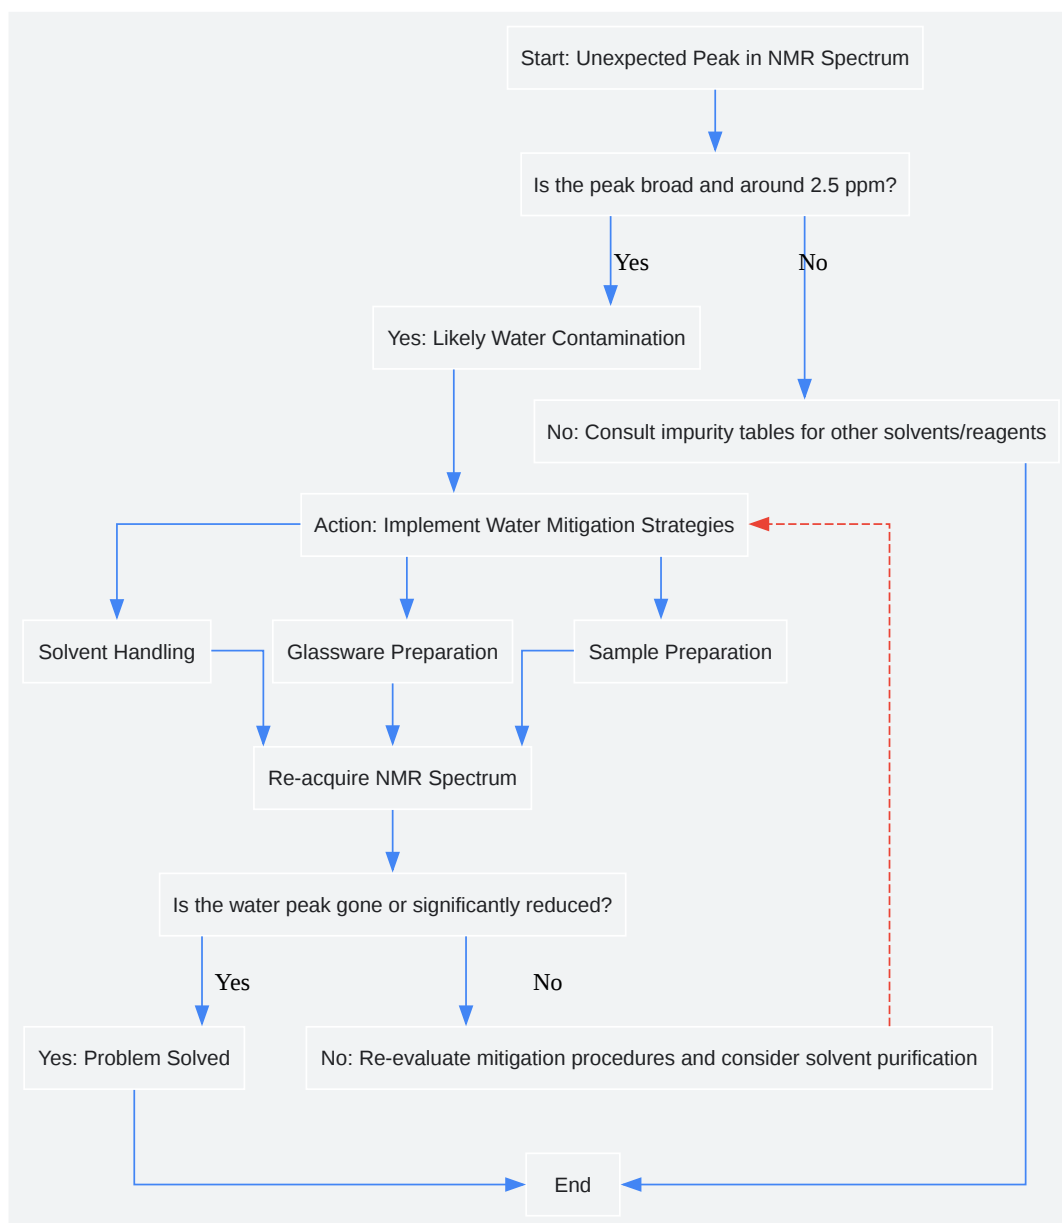 Start: Unexpected Peak in NMR Spectrum
Is the peak broad and around 2.5 ppm?
Yes
No
Yes: Likely Water Contamination
No: Consult impurity tables for other solvents/reagents
Action: Implement Water Mitigation Strategies
Solvent Handling
Glassware Preparation
Sample Preparation
Re-acquire NMR Spectrum
Is the water peak gone or significantly reduced?
Yes
No
Yes: Problem Solved
No: Re-evaluate mitigation procedures and consider solvent purification
End